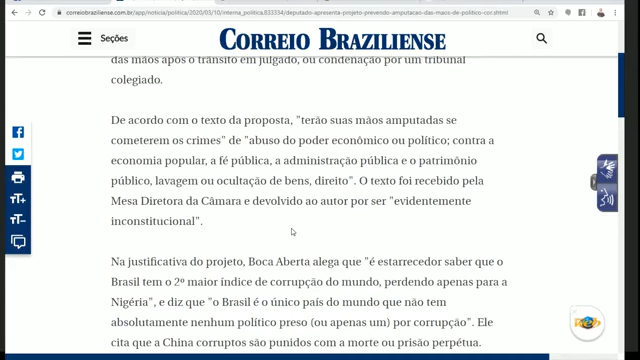 correiobraziliense.com.br/app/noticia/politica/2020/03/10/interna_politica,833334/deputado-apresenta-projeto-prevendo-amputacao-das-maos-de-politico-cor.shtml
Seções
CORREIO BRAZILIENSE
das mãos após o trânsito em julgado, ou condenação por um tribunal
colegiado.
De acordo com o texto da proposta, "terão suas mãos amputadas se
cometerem os crimes" de "abuso do poder econômico ou político; contra a
economia popular, a fé pública, a administração pública e o patrimônio
público, lavagem ou ocultação de bens, direito". O texto foi recebido pela
Mesa Diretora da Câmara e devolvido ao autor por ser "evidentemente
inconstitucional".
Na justificativa do projeto, Boca Aberta alega que "é estarrecedor saber que o
Brasil tem o 2º maior índice de corrupção do mundo, perdendo apenas para a
Nigéria", e diz que "o Brasil é o único país do mundo que não tem
absolutamente nenhum político preso (ou apenas um) por corrupção". Ele
cita que a China corruptos são punidos com a morte ou prisão perpétua.
T+
T-